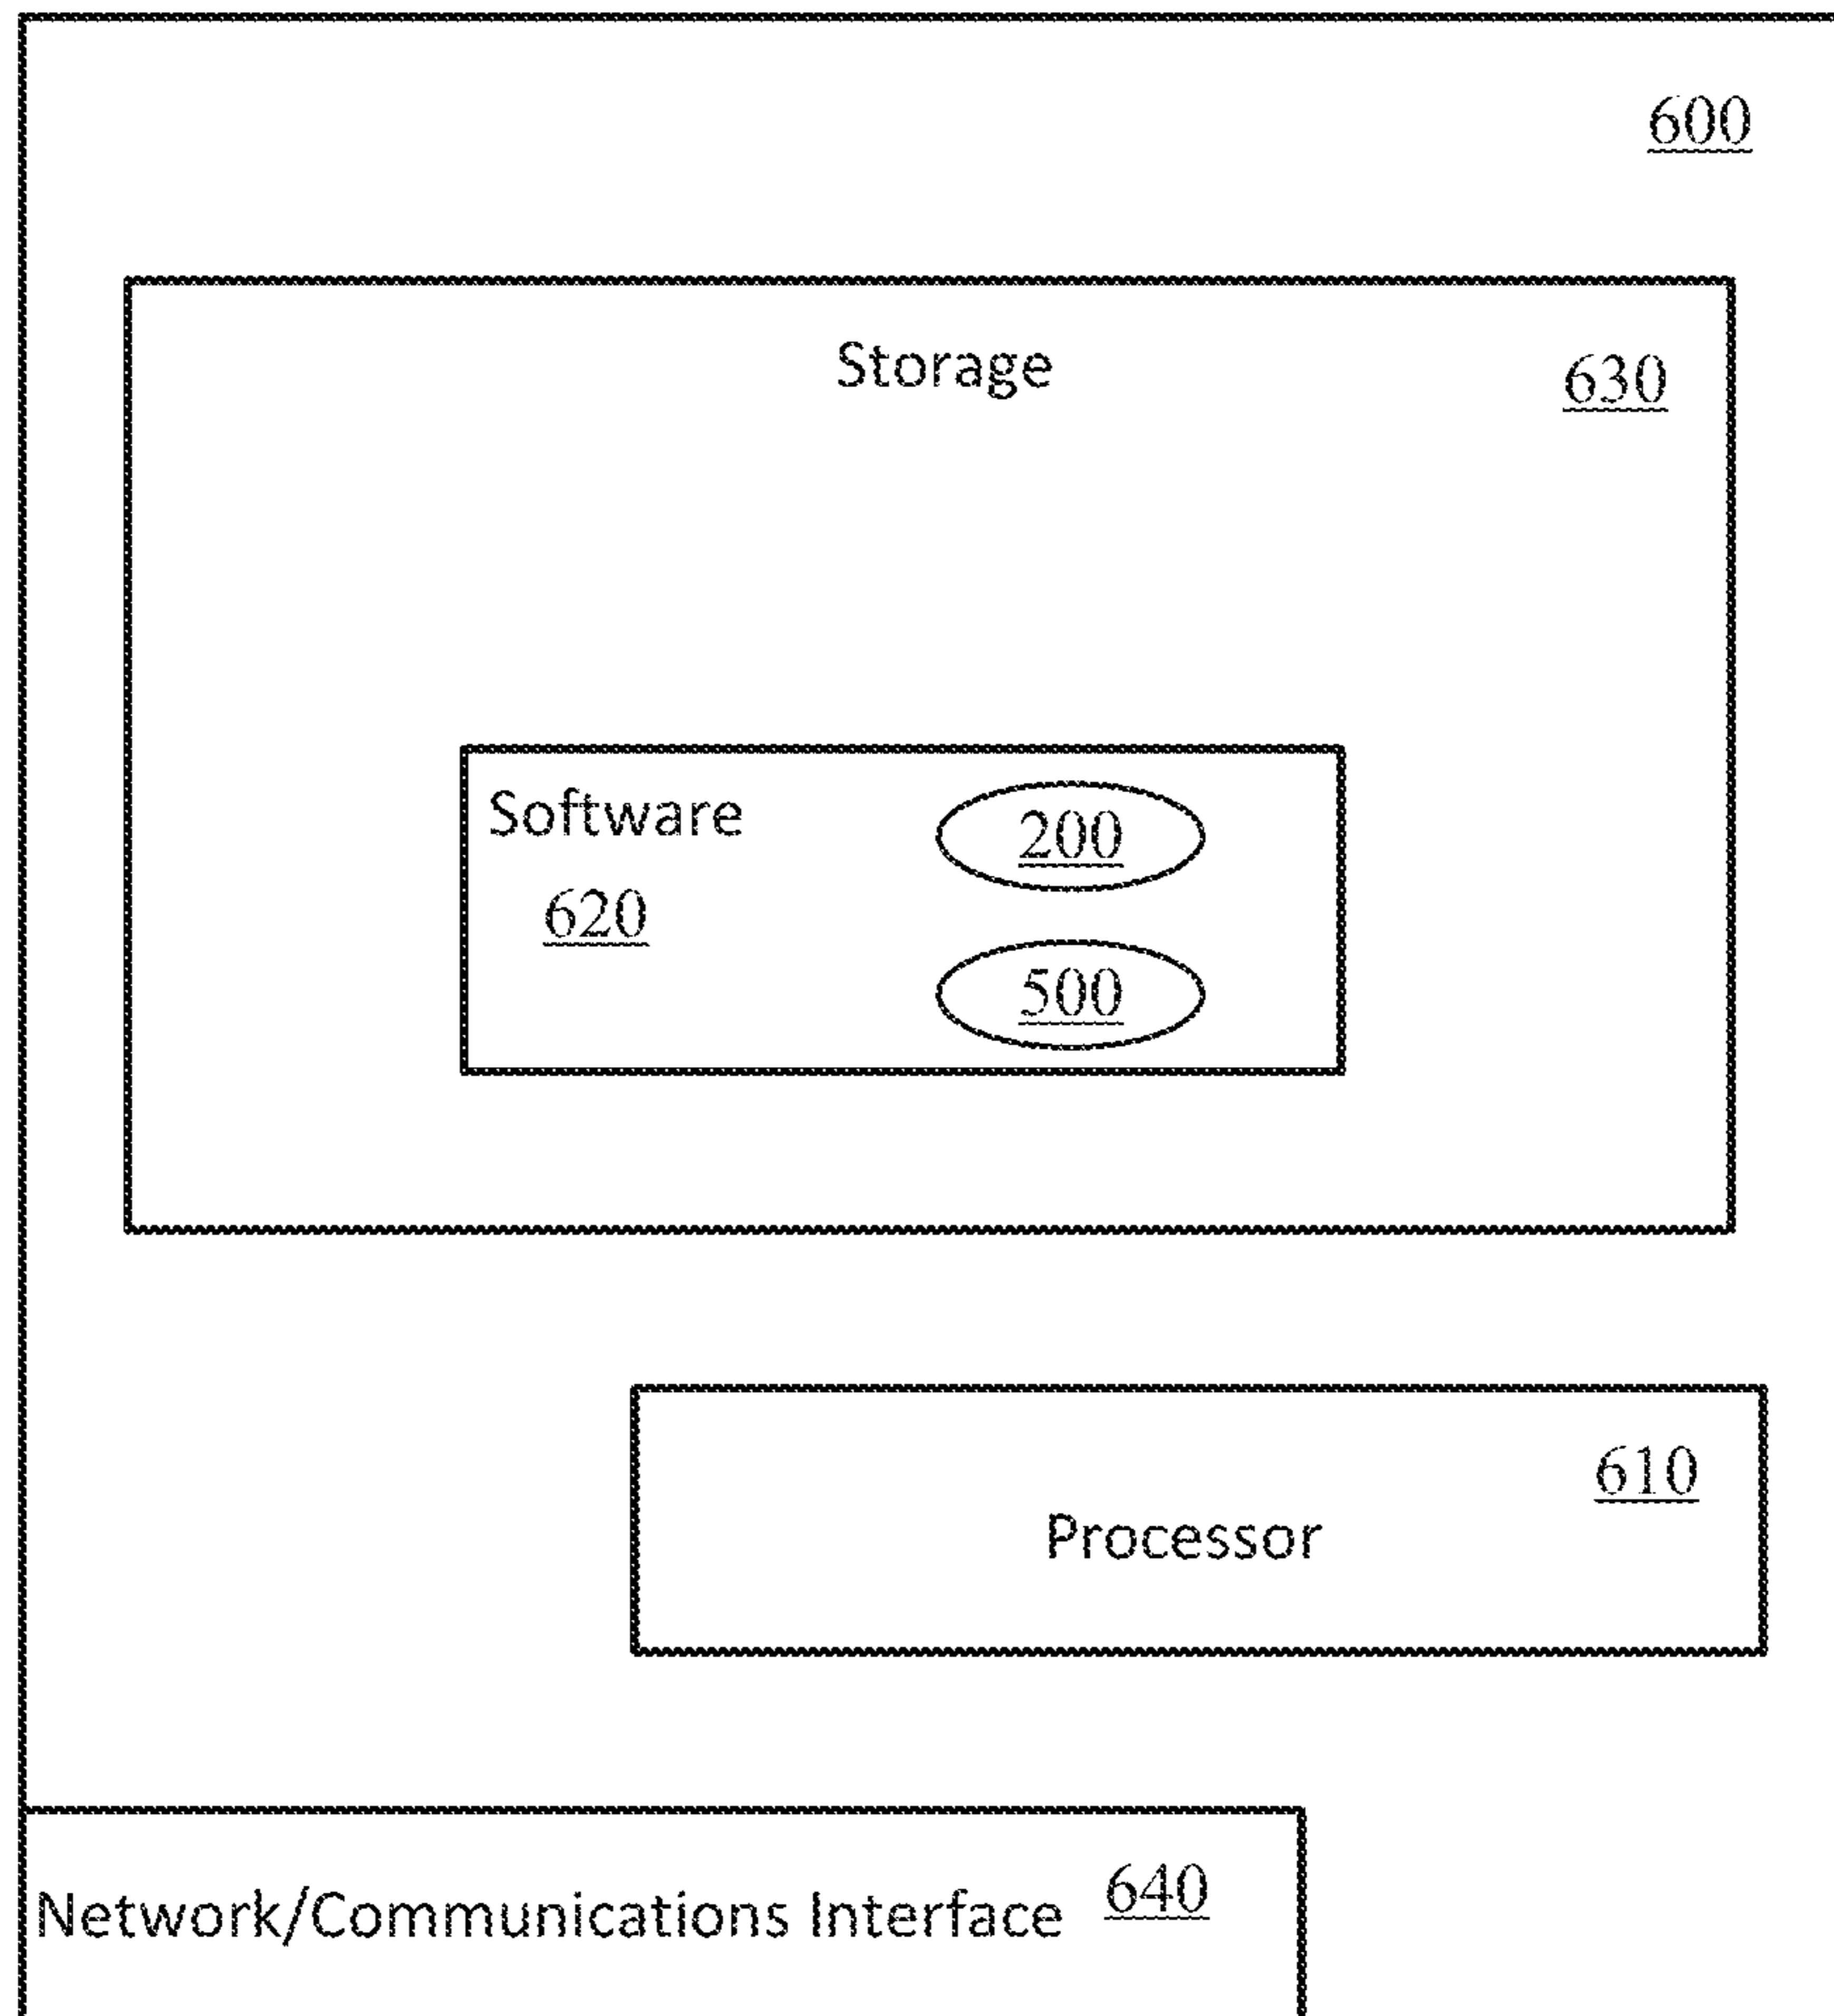 600
Storage
630
Software
200
620
500
610
Processor
Network/Communications Interface 640